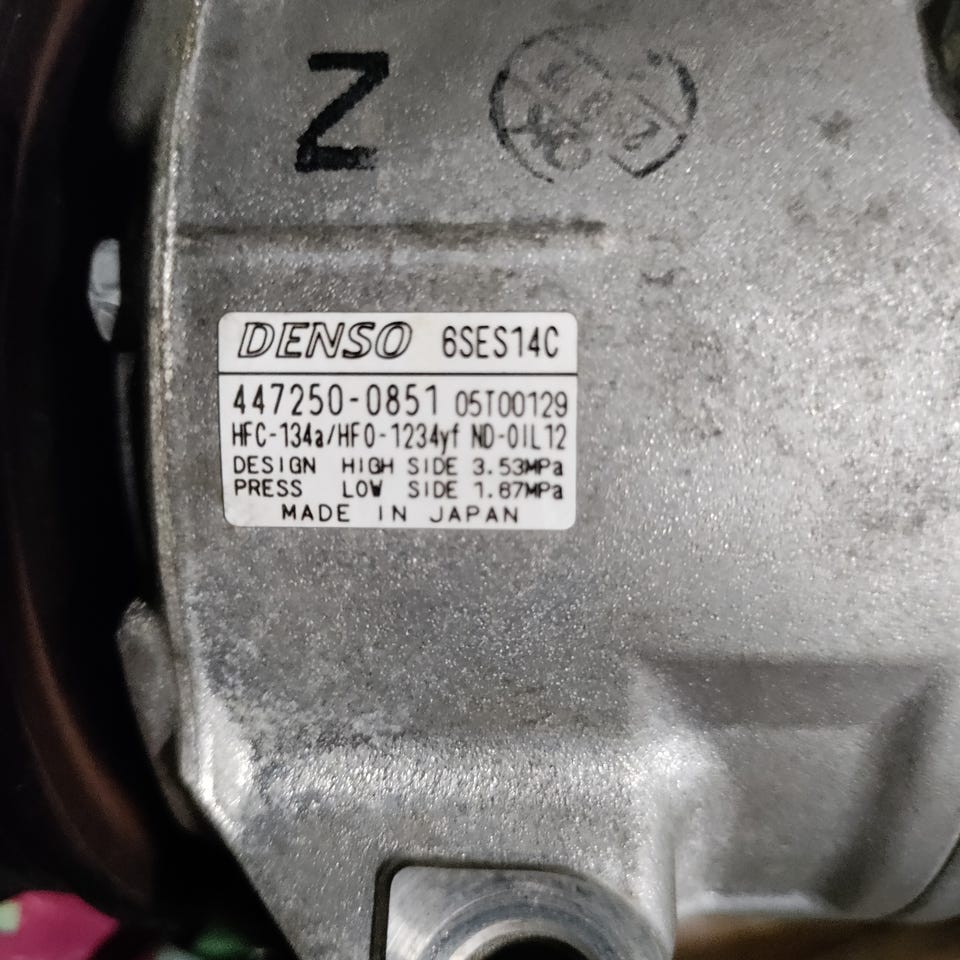 Z
DENSO 6SES14C
447250-0851 05T00129
HFC-134a/HFO-1234yf ND-OIL12
DESIGN HIGH SIDE 3.53MPa
PRESS LOW SIDE 1.87MPa
MADE IN JAPAN